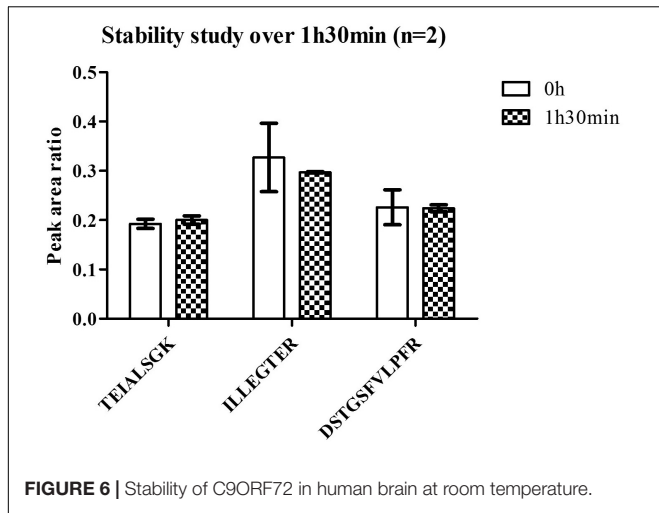 Stability study over 1h30min (n=2)
0h
1h30min
Peak area ratio
0.5
0.4
0.3
0.2
0.1
0.0
TEIALSGK
ILLEGTER
DSTGSFVLPFR
FIGURE 6 | Stability of C9ORF72 in human brain at room temperature.